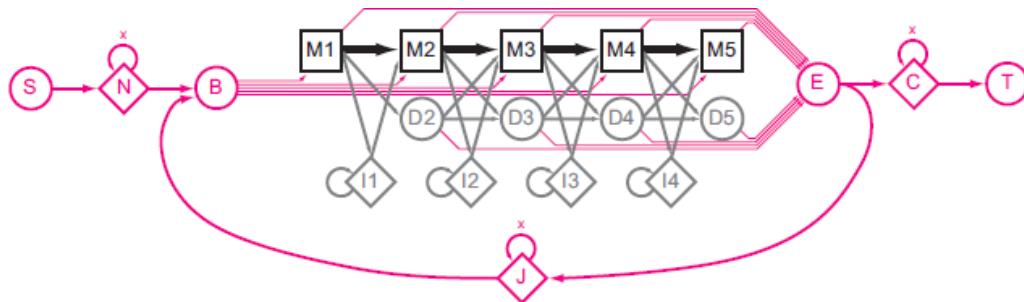 x
x
M1 M2 M3 M4 M5
S N B E C T
D2 D3 D4 D5
I1 I2 I3 I4
x
J